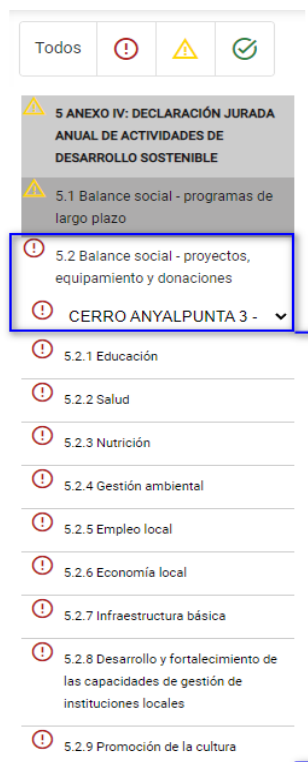 Todos
5 ANEXO IV: DECLARACIÓN JURADA
ANUAL DE ACTIVIDADES DE
DESARROLLO SOSTENIBLE
5.1 Balance social - programas de
largo plazo
5.2 Balance social - proyectos,
equipamiento y donaciones
CERRO ANYALPUNTA 3 -
5.2.1 Educación
5.2.2 Salud
5.2.3 Nutrición
5.2.4 Gestión ambiental
5.2.5 Empleo local
5.2.6 Economía local
5.2.7 Infraestructura básica
5.2.8 Desarrollo y fortalecimiento de
las capacidades de gestión de
instituciones locales
5.2.9 Promoción de la cultura